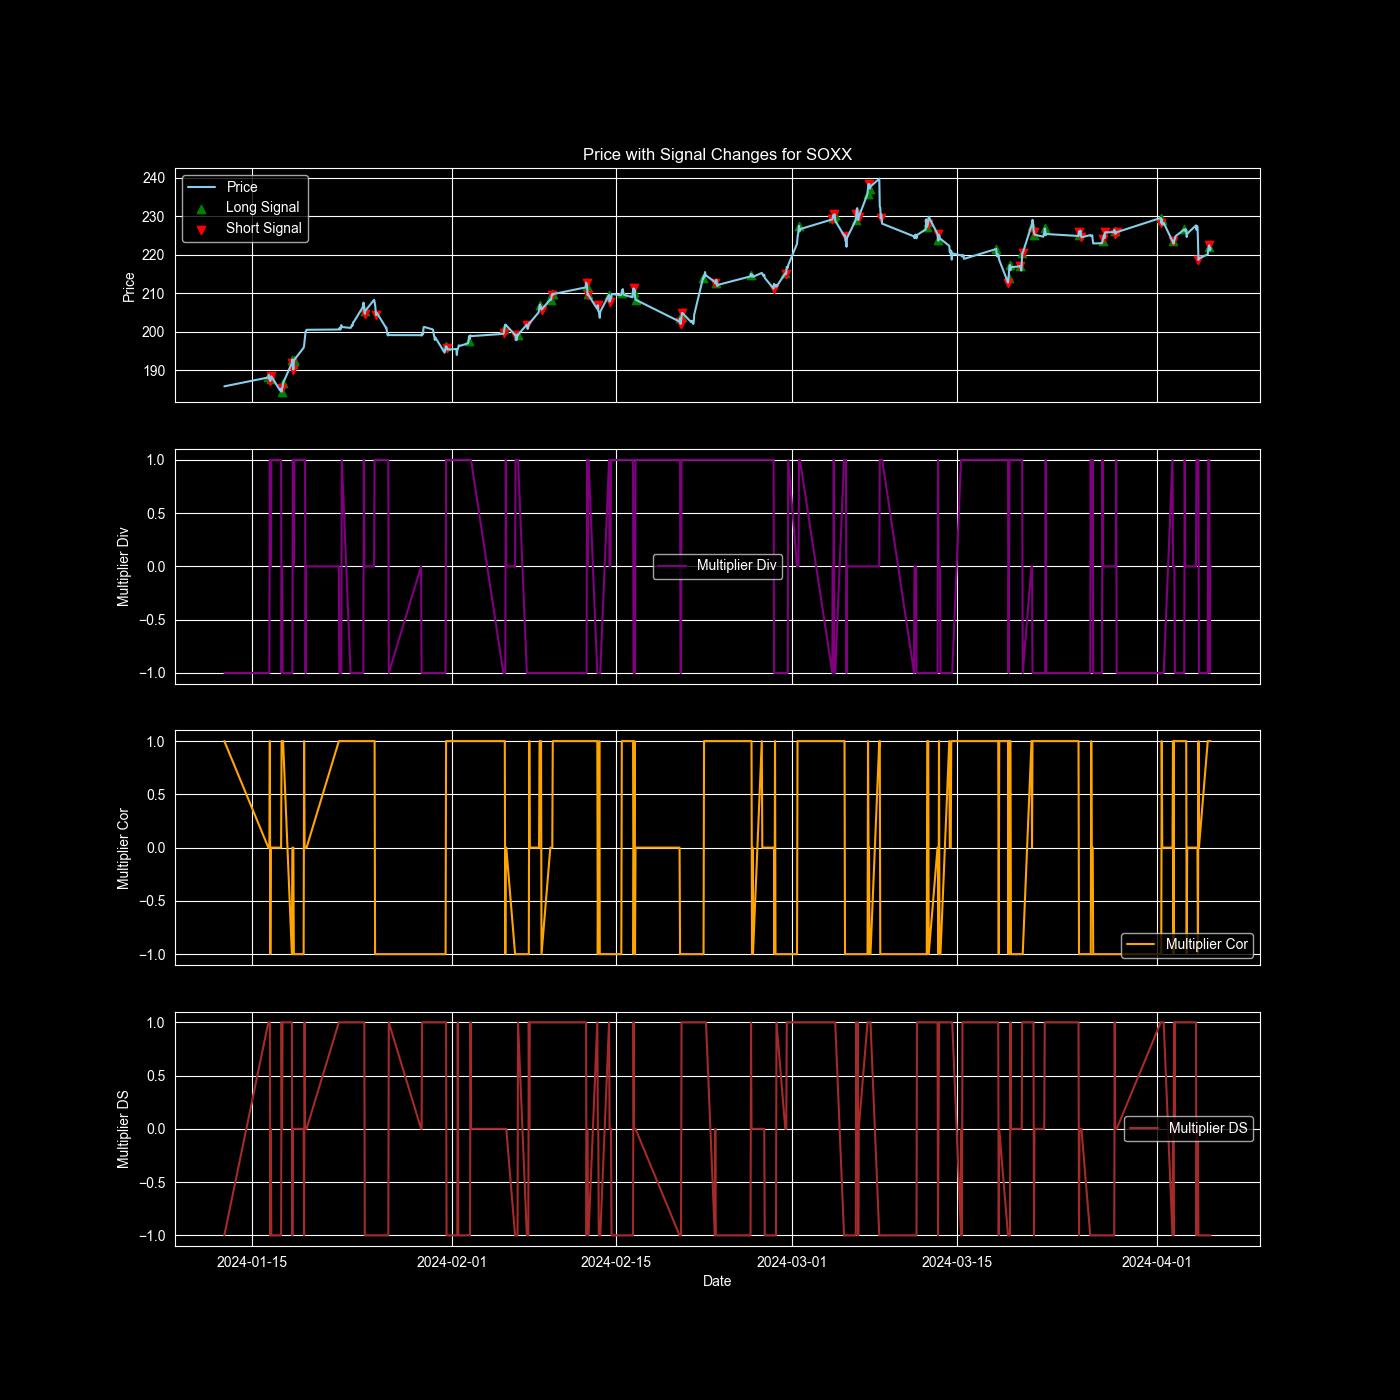 Price with Signal Changes for SOXX
240
230
220
210
200
190
Price
Price
Long Signal
Short Signal
1.0
0.5
0.0
−0.5
−1.0
Multiplier Div
Multiplier Div
1.0
0.5
0.0
−0.5
−1.0
Multiplier Cor
Multiplier Cor
1.0
0.5
0.0
−0.5
−1.0
Multiplier DS
Multiplier DS
2024-01-15 2024-02-01 2024-02-15 2024-03-01 2024-03-15 2024-04-01
Date